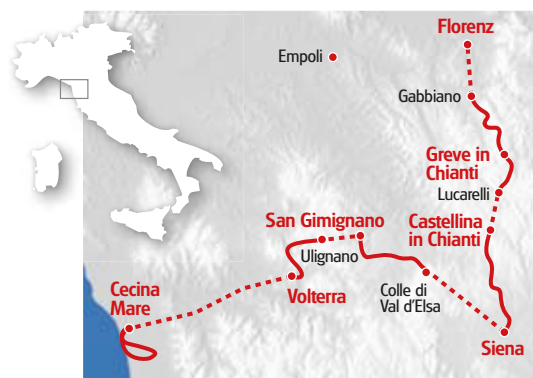 Florenz
Empoli
Gabbiano
Greve in
Chianti
Lucarelli
San Gimignano
Castellina
in Chianti
Ulignano
Cecina
Mare
Volterra
Colle di
Val d'Elsa
Siena